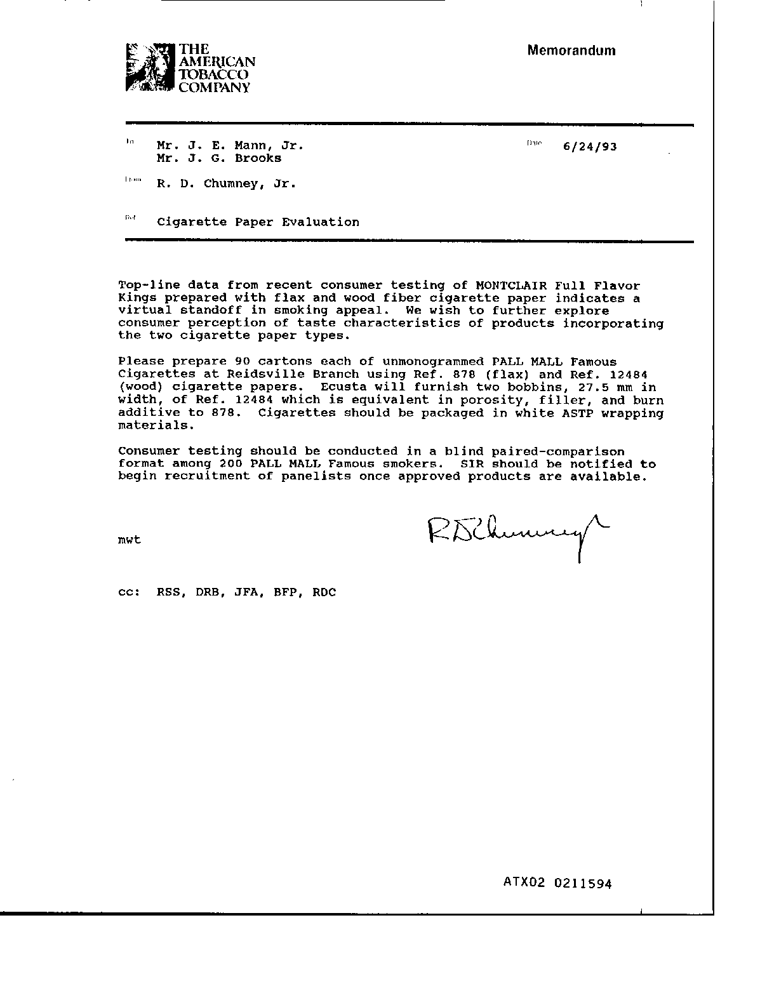 THE
AMERICAN
TOBACCO
COMPANY
Memorandum
To Mr. J. E. Mann, Jr.
Mr. J. G. Brooks
Date 6/24/93
From R. D. Chumney, Jr.
Ref Cigarette Paper Evaluation
Top-line data from recent consumer testing of MONTCLAIR Full Flavor
Kings prepared with flax and wood fiber cigarette paper indicates a
virtual standoff in smoking appeal. We wish to further explore
consumer perception of taste characteristics of products incorporating
the two cigarette paper types.
Please prepare 90 cartons each of unmonogrammed PALL MALL Famous
Cigarettes at Reidsville Branch using Ref. 878 (flax) and Ref. 12484
(wood) cigarette papers. Ecusta will furnish two bobbins, 27.5 mm in
width, of Ref. 12484 which is equivalent in porosity, filler, and burn
additive to 878. Cigarettes should be packaged in white ASTP wrapping
materials.
Consumer testing should be conducted in a blind paired-comparison
format among 200 PALL MALL Famous smokers. SIR should be notified to
begin recruitment of panelists once approved products are available.
RDChumney
mwt
cc: RSS, DRB, JFA, BFP, RDC
ATX02 0211594